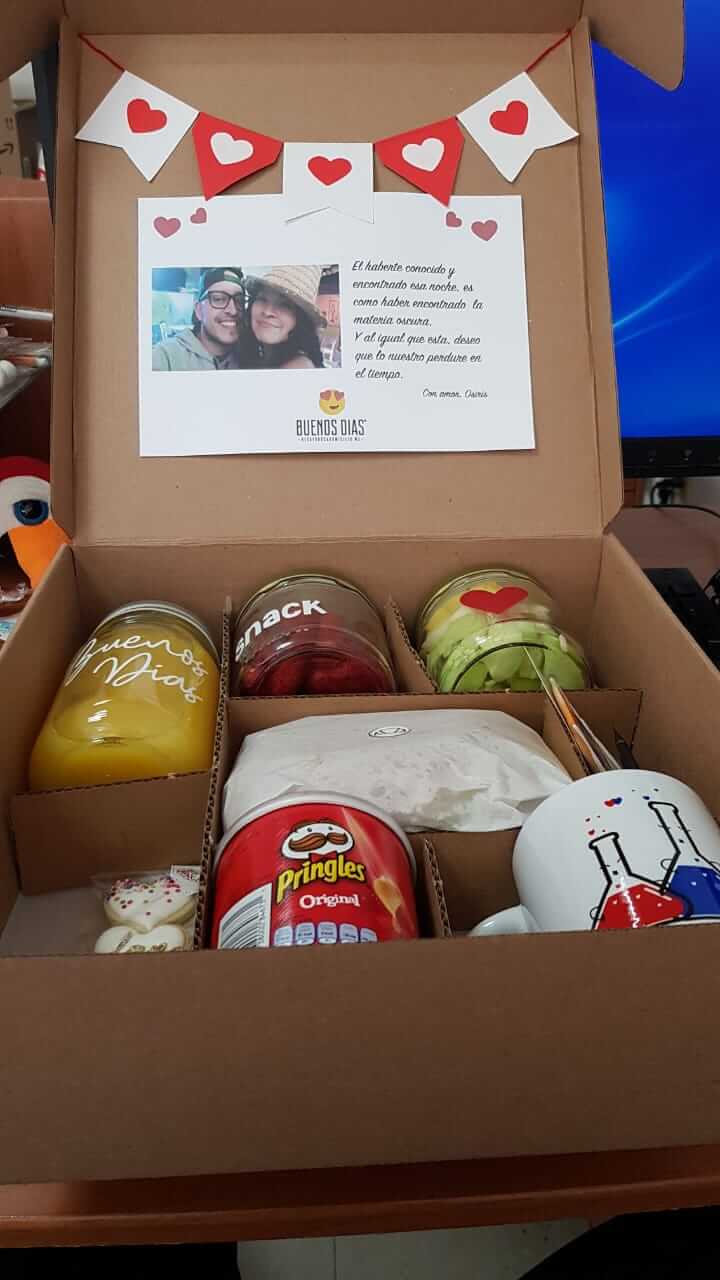 El haberte conocido y
encontrado esa noche, es
como haber encontrado la
materia oscura.
Y al igual que esta, deseo
que lo nuestro perdure en
el tiempo.
Con amor, Osiris
BUENOS DIAS
Buenos
Dias
snack
Pringles
Original